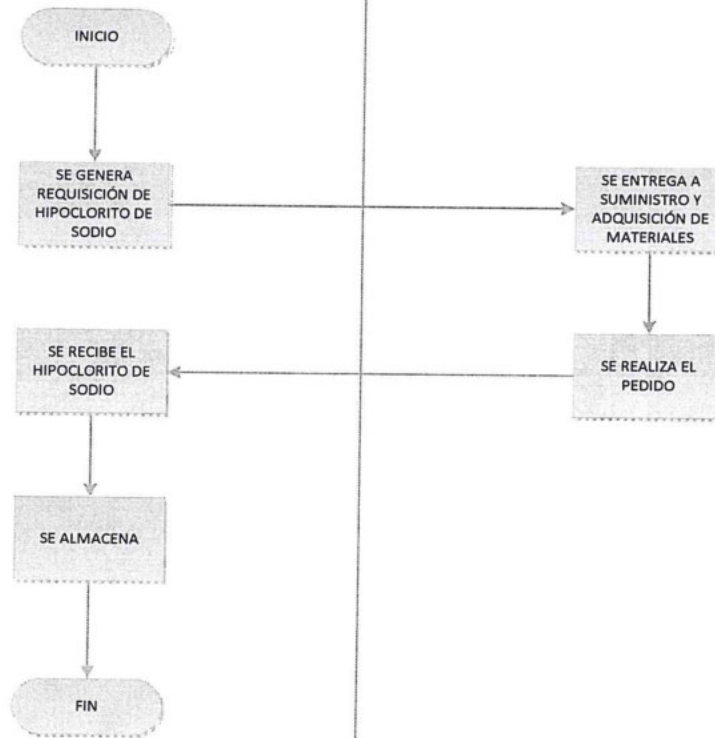 INICIO
SE GENERA
REQUISICIÓN DE
HIPOCLORITO DE
SODIO
SE ENTREGA A
SUMINISTRO Y
ADQUISICIÓN DE
MATERIALES
SE REALIZA EL
PEDIDO
SE RECIBE EL
HIPOCLORITO DE
SODIO
SE ALMACENA
FIN